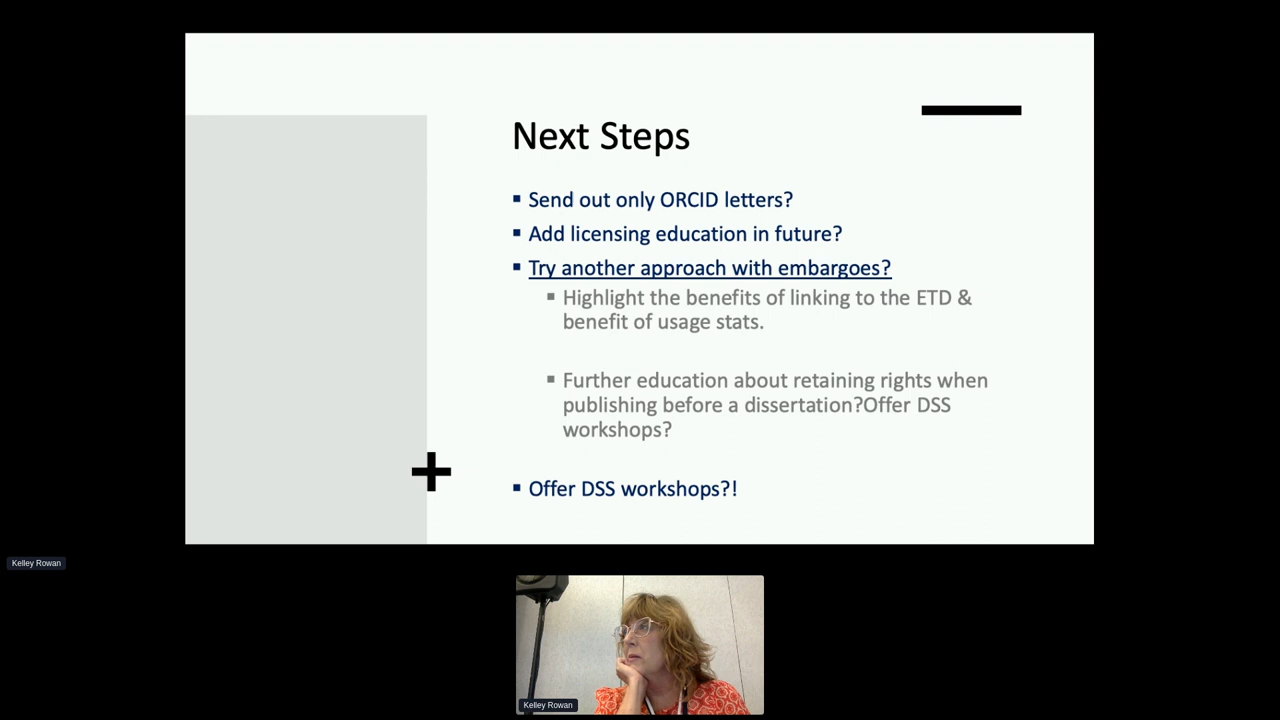 Next Steps
▪ Send out only ORCID letters?
▪ Add licensing education in future?
▪ Try another approach with embargoes?
▪ Highlight the benefits of linking to the ETD &
benefit of usage stats.
▪ Further education about retaining rights when
publishing before a dissertation?Offer DSS
workshops?
▪ Offer DSS workshops?!
Kelley Rowan
Kelley Rowan